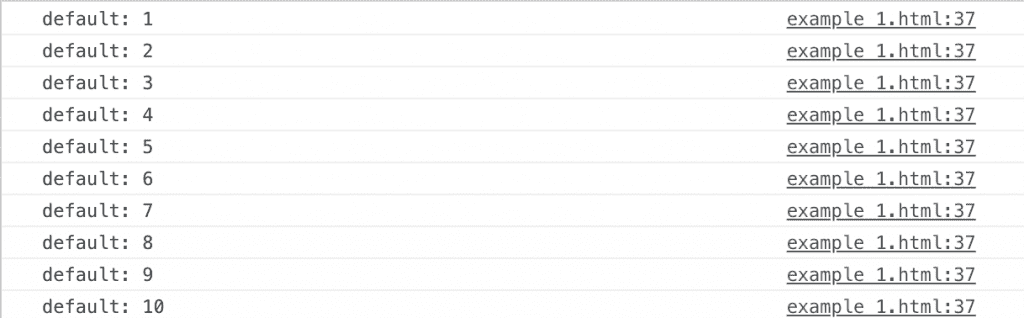 default: 1 example 1.html:37
default: 2 example 1.html:37
default: 3 example 1.html:37
default: 4 example 1.html:37
default: 5 example 1.html:37
default: 6 example 1.html:37
default: 7 example 1.html:37
default: 8 example 1.html:37
default: 9 example 1.html:37
default: 10 example 1.html:37